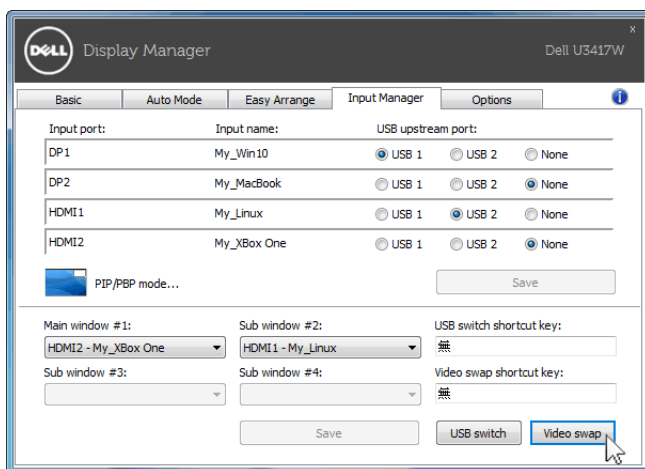 x
DELL Display Manager Dell U3417W
Basic Auto Mode Easy Arrange Input Manager Options i
Input port: Input name: USB upstream port:
DP1 My_Win10 USB 1 USB 2 None
DP2 My_MacBook USB 1 USB 2 None
HDMI1 My_Linux USB 1 USB 2 None
HDMI2 My_XBox One USB 1 USB 2 None
PIP/PBP mode... Save
Main window #1: Sub window #2: USB switch shortcut key:
HDMI2 - My_XBox One HDMI1 - My_Linux 無
Sub window #3: Sub window #4: Video swap shortcut key:
無
Save USB switch Video swap